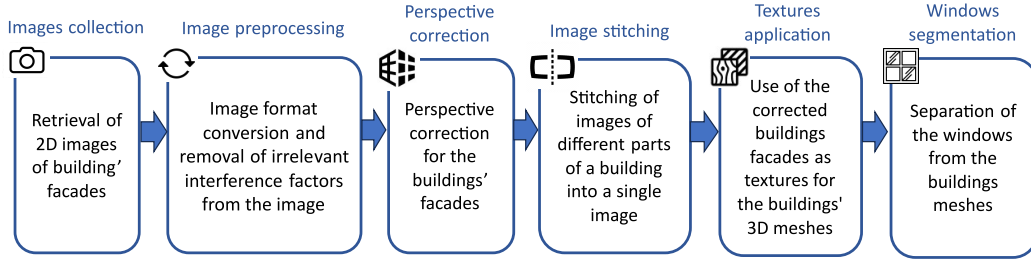 Images collection
Retrieval of
2D images
of building’
facades
Image preprocessing
Image format
conversion and
removal of irrelevant
interference factors
from the image
Perspective
correction
Perspective
correction
for the
buildings’
facades
Image stitching
Stitching of
images of
different parts
of a building
into a single
image
Textures
application
Use of the
corrected
buildings
facades as
textures for
the buildings'
3D meshes
Windows
segmentation
Separation of
the windows
from the
buildings
meshes